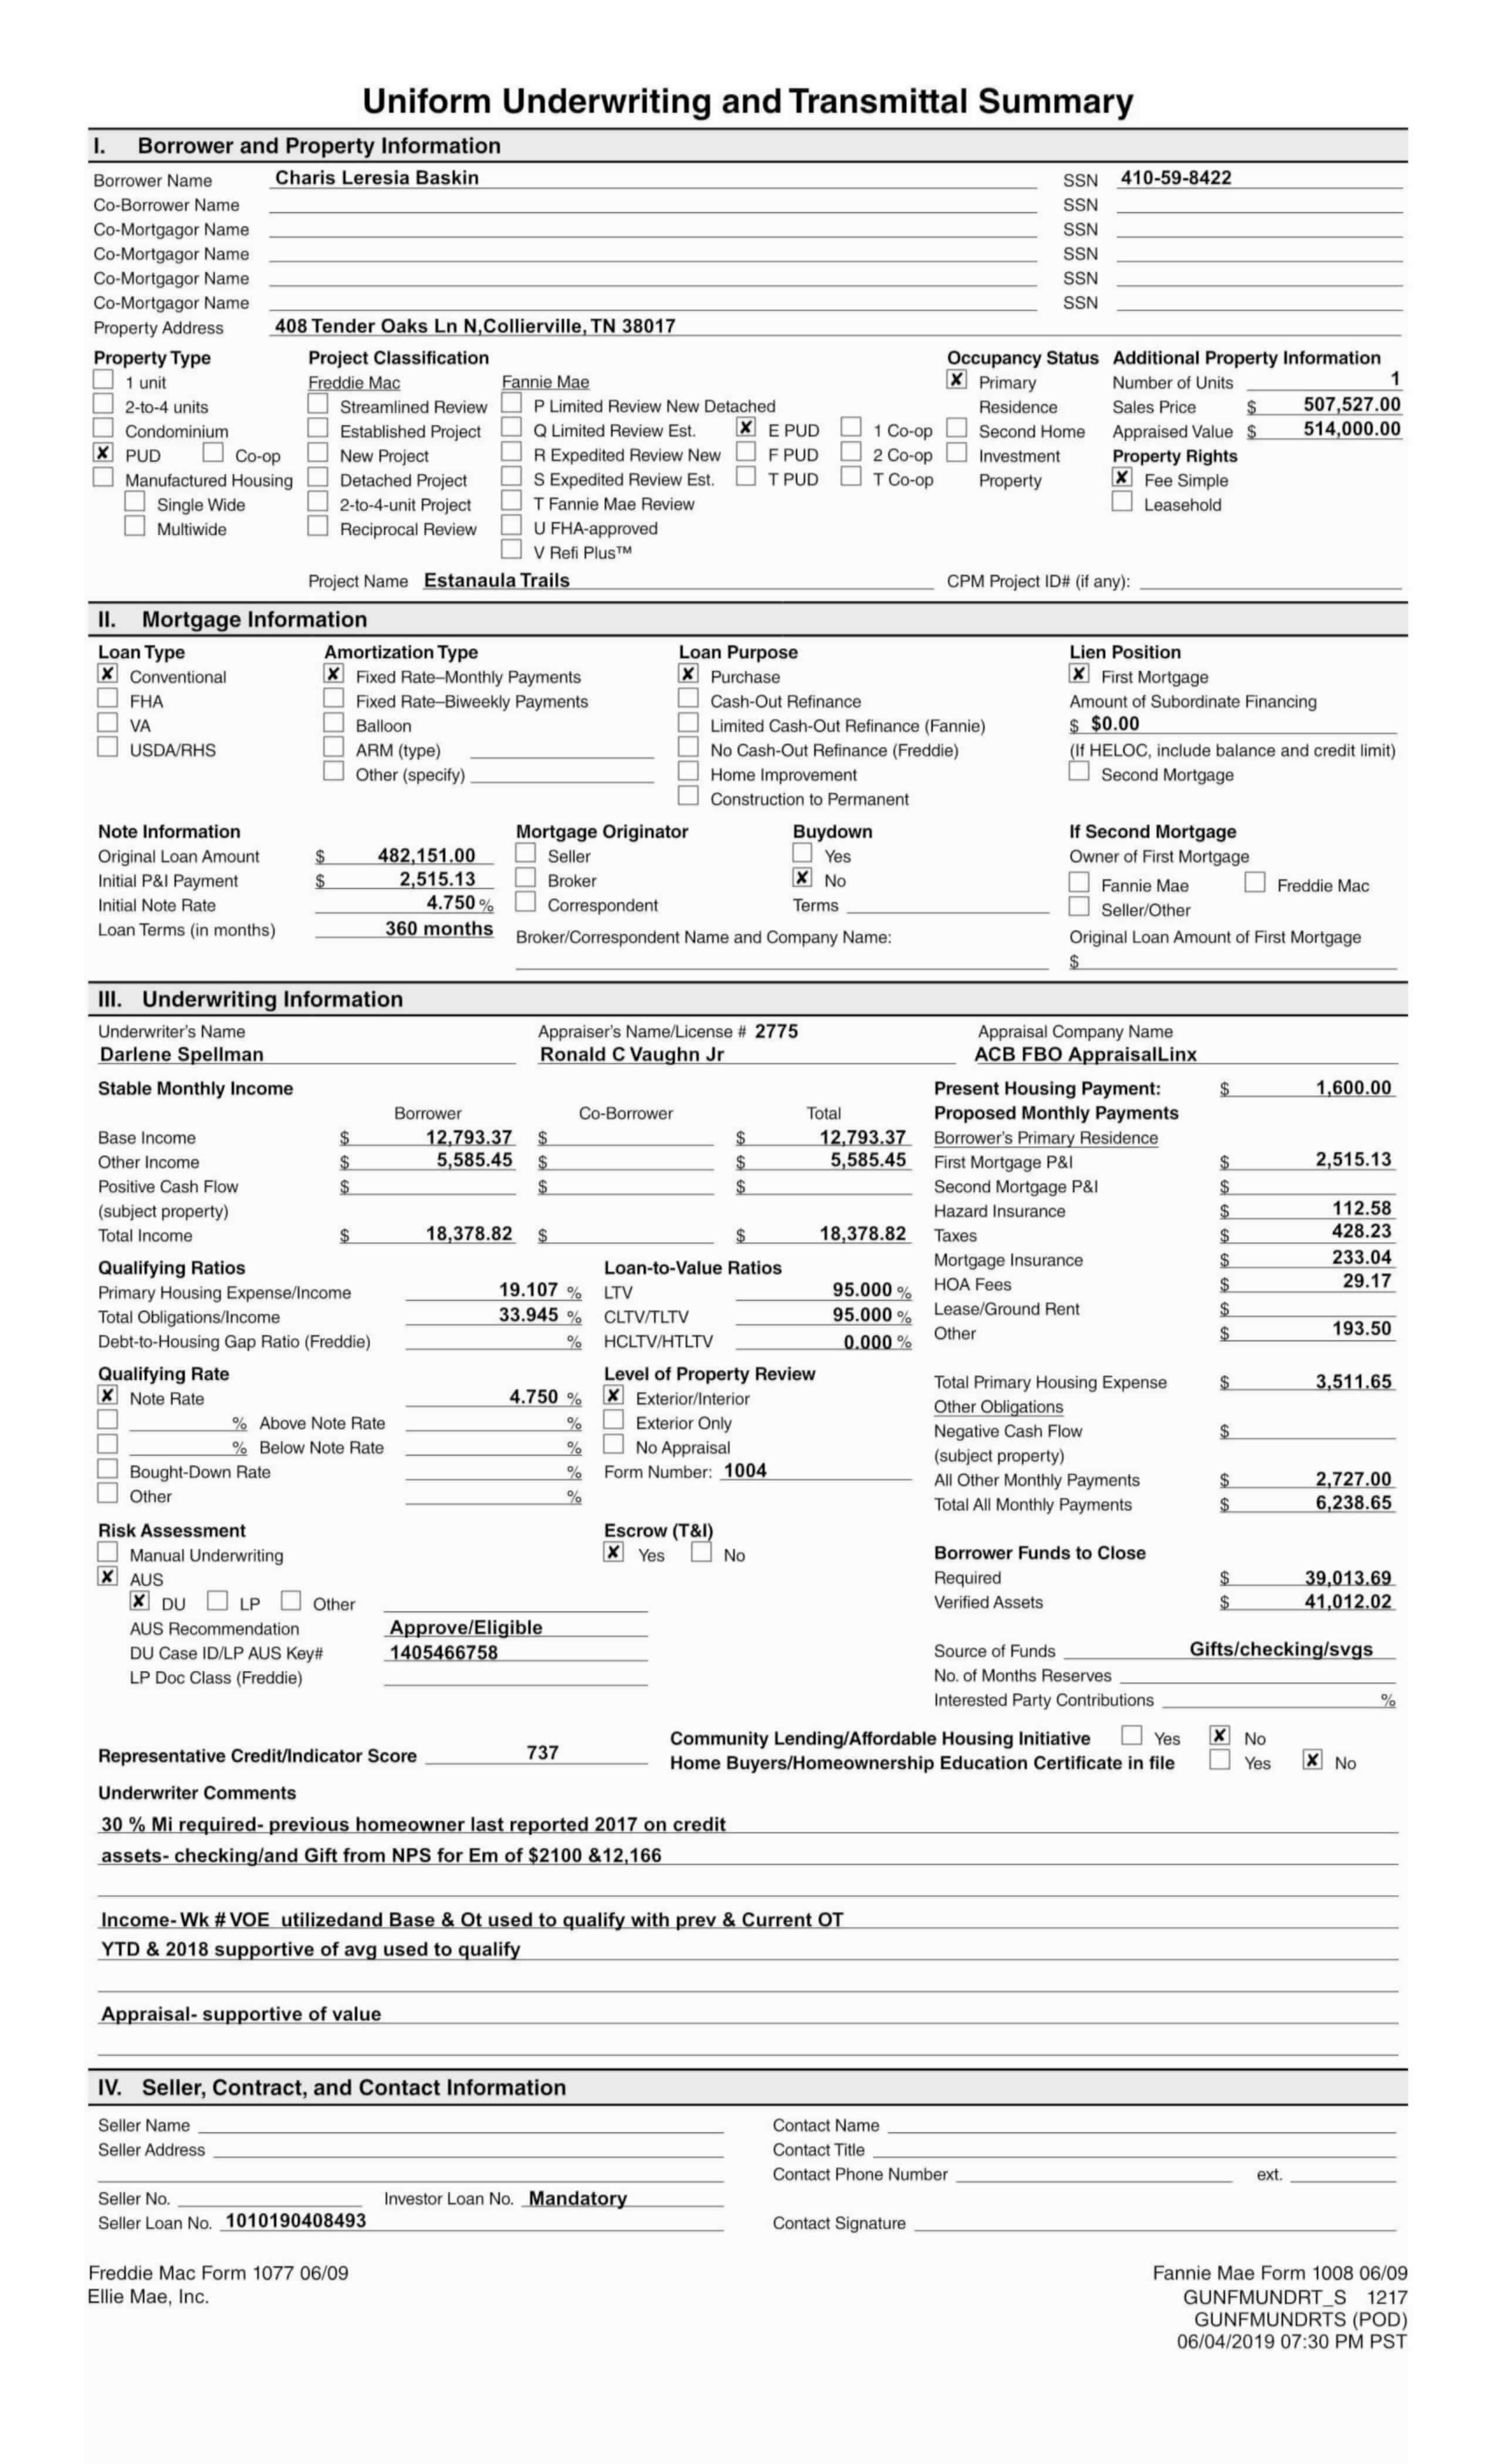 Uniform Underwriting and Transmittal Summary
I. Borrower and Property Information
Borrower Name Charis Leresia Baskin SSN 410-59-8422
Co-Borrower Name SSN
Co-Mortgagor Name SSN
Co-Mortgagor Name SSN
Co-Mortgagor Name SSN
Co-Mortgagor Name SSN
Property Address 408 Tender Oaks Ln N,Collierville, TN 38017
Property Type Project Classification Occupancy Status Additional Property Information
1 unit Freddie Mac Fannie Mae Primary Number of Units 1
2-to-4 units Streamlined Review P Limited Review New Detached Residence Sales Price $ 507,527.00
Condominium Established Project Q Limited Review Est. E PUD 1 Co-op Second Home Appraised Value $ 514,000.00
PUD Co-op New Project R Expedited Review New F PUD 2 Co-op Investment Property Rights
Manufactured Housing Detached Project S Expedited Review Est. T PUD T Co-op Property Fee Simple
Single Wide 2-to-4-unit Project T Fannie Mae Review Leasehold
Multiwide Reciprocal Review U FHA-approved
V Refi Plus™
Project Name Estanaula Trails CPM Project ID# (if any):
II. Mortgage Information
Loan Type Amortization Type Loan Purpose Lien Position
Conventional Fixed Rate–Monthly Payments Purchase First Mortgage
FHA Fixed Rate–Biweekly Payments Cash-Out Refinance Amount of Subordinate Financing
VA Balloon Limited Cash-Out Refinance (Fannie) $ $0.00
USDA/RHS ARM (type) No Cash-Out Refinance (Freddie) (If HELOC, include balance and credit limit)
Other (specify) Home Improvement Second Mortgage
Construction to Permanent
Note Information Mortgage Originator Buydown If Second Mortgage
Original Loan Amount $ 482,151.00 Seller Yes Owner of First Mortgage
Initial P&I Payment $ 2,515.13 Broker No Fannie Mae Freddie Mac
Initial Note Rate 4.750 % Correspondent Terms Seller/Other
Loan Terms (in months) 360 months Broker/Correspondent Name and Company Name: Original Loan Amount of First Mortgage
$
III. Underwriting Information
Underwriter's Name Appraiser's Name/License # 2775 Appraisal Company Name
Darlene Spellman Ronald C Vaughn Jr ACB FBO AppraisalLinx
Stable Monthly Income Present Housing Payment: $ 1,600.00
Borrower Co-Borrower Total Proposed Monthly Payments
Base Income $ 12,793.37 $ $ 12,793.37 Borrower's Primary Residence
Other Income $ 5,585.45 $ $ 5,585.45 First Mortgage P&I $ 2,515.13
Positive Cash Flow $ $ $ Second Mortgage P&I $
(subject property) Hazard Insurance $ 112.58
Total Income $ 18,378.82 $ $ 18,378.82 Taxes $ 428.23
Qualifying Ratios Loan-to-Value Ratios Mortgage Insurance $ 233.04
Primary Housing Expense/Income 19.107 % LTV 95.000 % HOA Fees $ 29.17
Total Obligations/Income 33.945 % CLTV/TLTV 95.000 % Lease/Ground Rent $
Debt-to-Housing Gap Ratio (Freddie) % HCLTV/HTLTV 0.000 % Other $ 193.50
Qualifying Rate Level of Property Review Total Primary Housing Expense $ 3,511.65
Note Rate 4.750 % Exterior/Interior Other Obligations
% Above Note Rate % Exterior Only Negative Cash Flow $
% Below Note Rate % No Appraisal (subject property)
Bought-Down Rate % Form Number: 1004 All Other Monthly Payments $ 2,727.00
Other % Total All Monthly Payments $ 6,238.65
Risk Assessment Escrow (T&I)
Manual Underwriting Yes No Borrower Funds to Close
AUS Required $ 39,013.69
DU LP Other Verified Assets $ 41,012.02
AUS Recommendation Approve/Eligible
DU Case ID/LP AUS Key# 1405466758 Source of Funds Gifts/checking/svgs
LP Doc Class (Freddie) No. of Months Reserves
Interested Party Contributions %
Community Lending/Affordable Housing Initiative Yes No
Representative Credit/Indicator Score 737 Home Buyers/Homeownership Education Certificate in file Yes No
Underwriter Comments
30 % Mi required- previous homeowner last reported 2017 on credit
assets- checking/and Gift from NPS for Em of $2100 &12,166
Income- Wk # VOE utilizedand Base & Ot used to qualify with prev & Current OT
YTD & 2018 supportive of avg used to qualify
Appraisal- supportive of value
IV. Seller, Contract, and Contact Information
Seller Name Contact Name
Seller Address Contact Title
Contact Phone Number ext.
Seller No. Investor Loan No. Mandatory
Seller Loan No. 1010190408493 Contact Signature
Freddie Mac Form 1077 06/09 Fannie Mae Form 1008 06/09
Ellie Mae, Inc. GUNFMUNDRT_S 1217
GUNFMUNDRTS (POD)
06/04/2019 07:30 PM PST